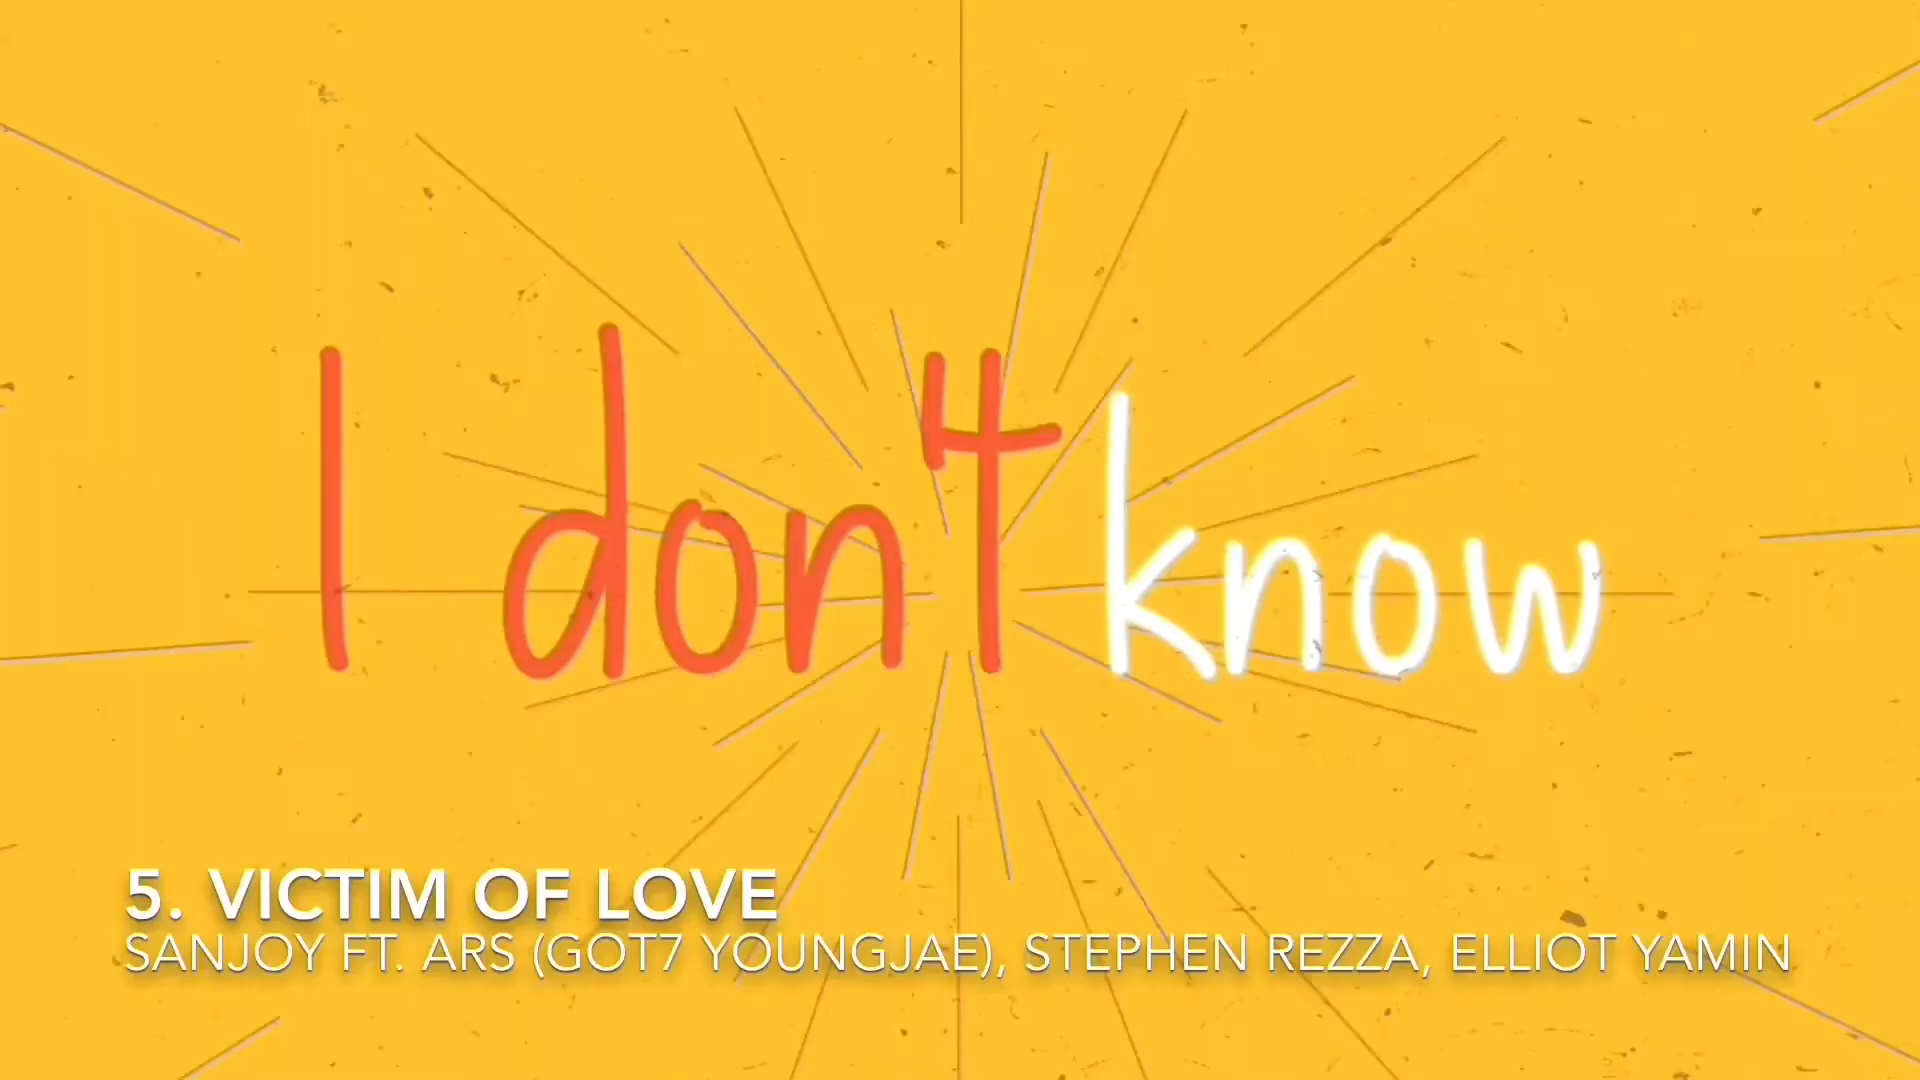 I don't know
5. VICTIM OF LOVE
SANJOY FT. ARS (GOT7 YOUNGJAE), STEPHEN REZZA, ELLIOT YAMIN